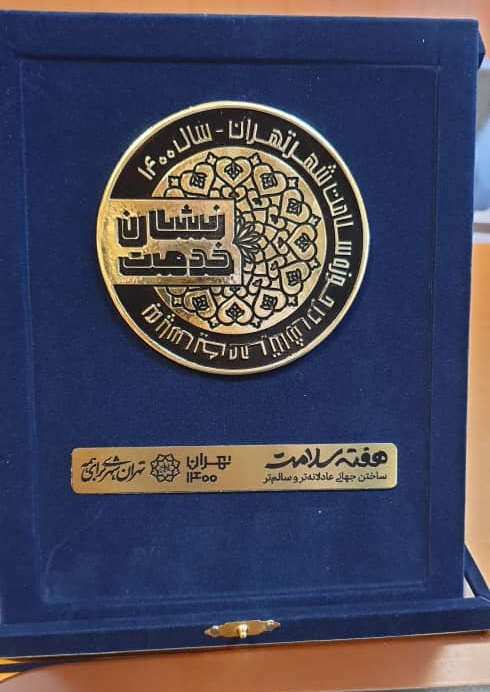 سلامت شهر تهران - سال ۱۴۰۰
نشان
خدمت
هفته سلامت
ساختن جهانی عادلانه‌تر و سالم‌تر
تهران
۱۴۰۰
تهران شهری برای همه